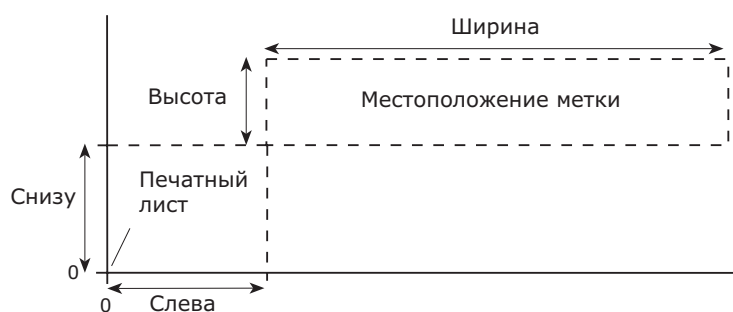 Ширина
Высота
Местоположение метки
Печатный
лист
Снизу
0
0
Слева